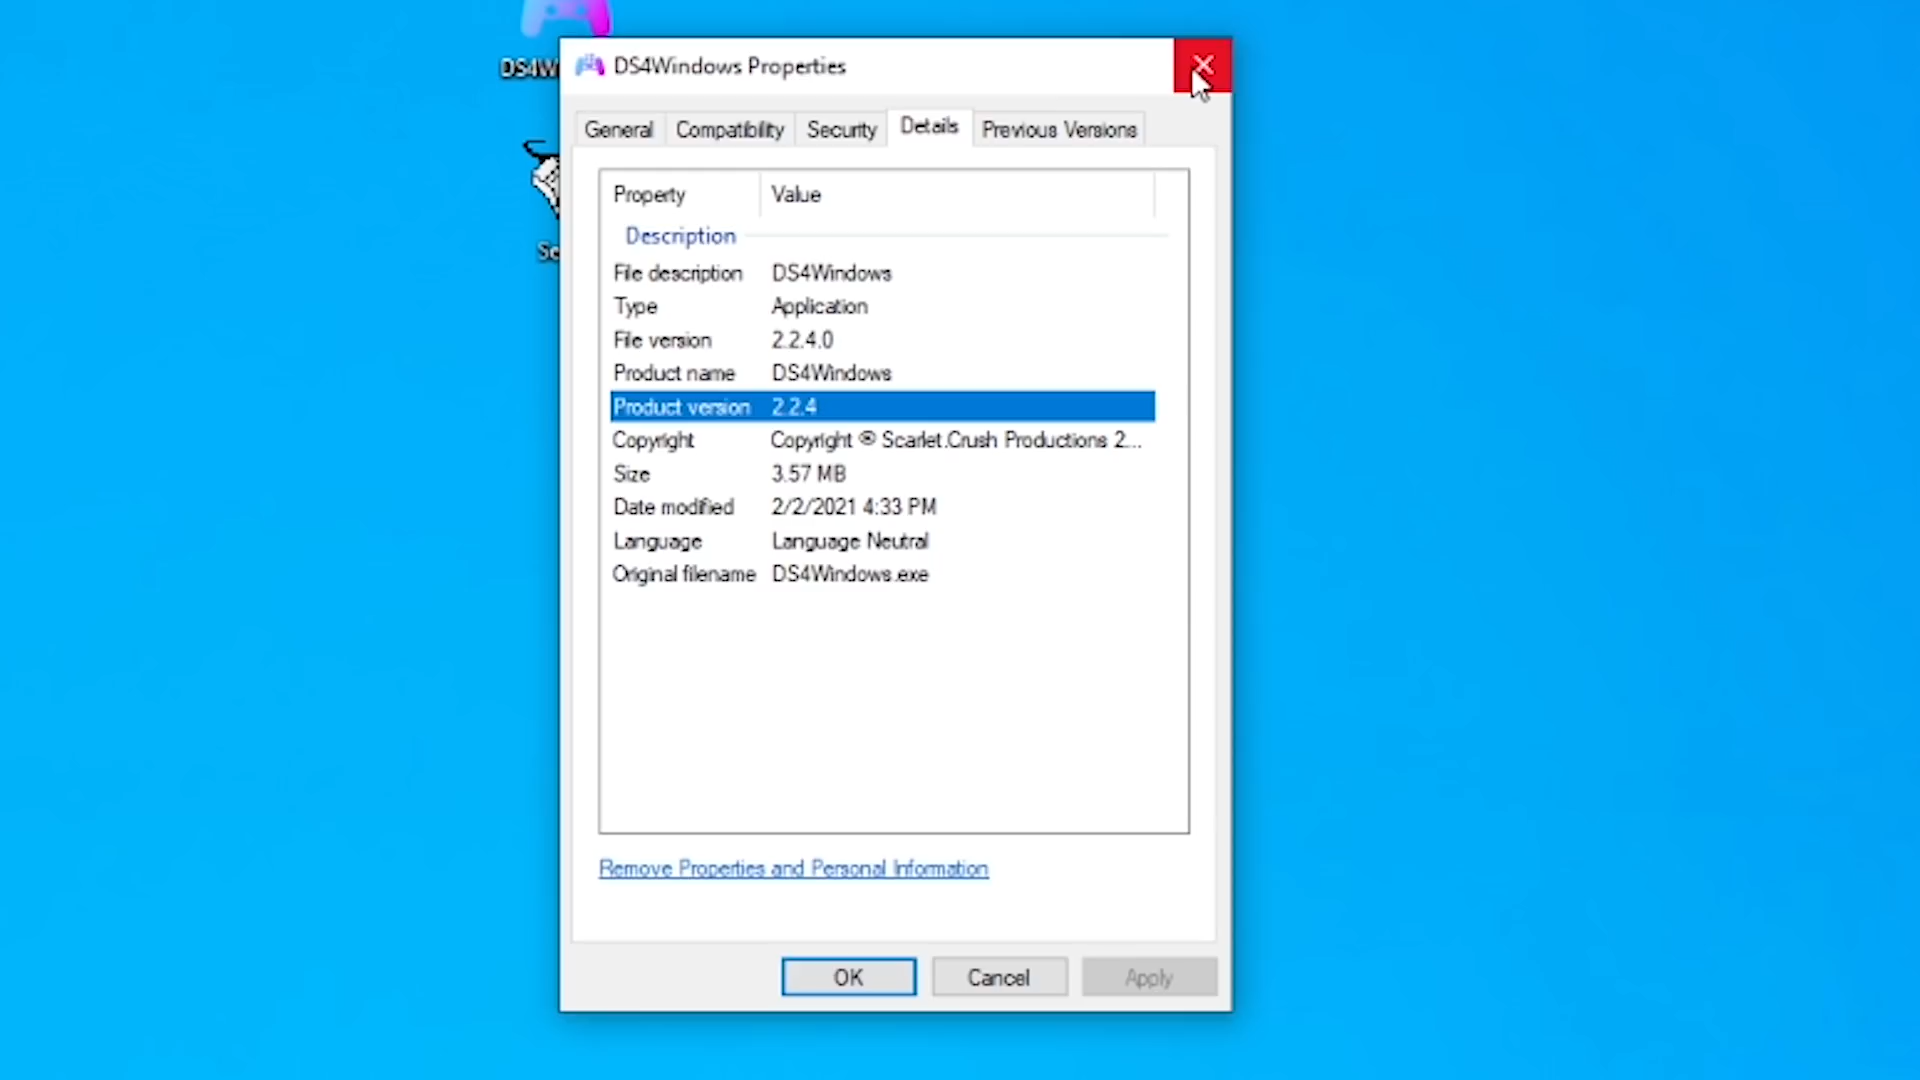 DS4W
DS4Windows Properties
General Compatibility Security Details Previous Versions
Property Value
Description
File description DS4Windows
Type Application
File version 2.2.4.0
Product name DS4Windows
Product version 2.2.4
Copyright Copyright © Scarlet.Crush Productions 2...
Size 3.57 MB
Date modified 2/2/2021 4:33 PM
Language Language Neutral
Original filename DS4Windows.exe
Remove Properties and Personal Information
OK Cancel Apply